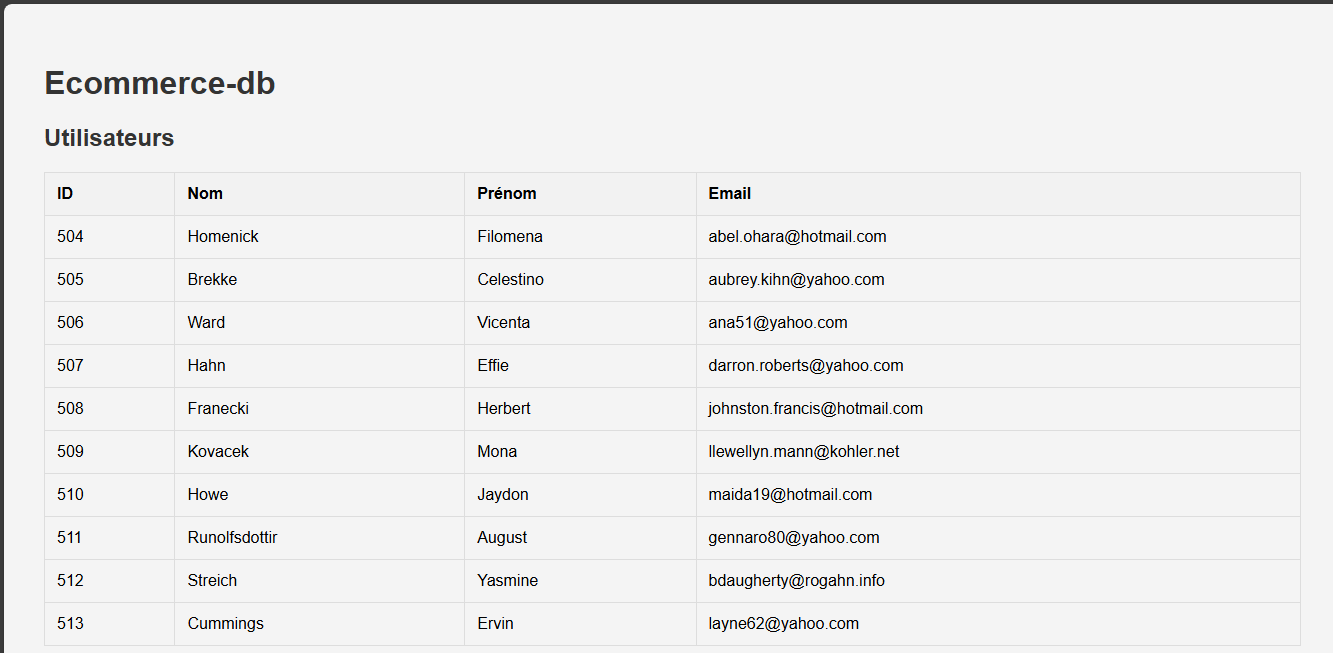 Ecommerce-db
Utilisateurs
ID Nom Prénom Email
504 Homenick Filomena abel.ohara@hotmail.com
505 Brekke Celestino aubrey.kihn@yahoo.com
506 Ward Vicenta ana51@yahoo.com
507 Hahn Effie darron.roberts@yahoo.com
508 Franecki Herbert johnston.francis@hotmail.com
509 Kovacek Mona llewellyn.mann@kohler.net
510 Howe Jaydon maida19@hotmail.com
511 Runolfsdottir August gennaro80@yahoo.com
512 Streich Yasmine bdaugherty@rogahn.info
513 Cummings Ervin layne62@yahoo.com